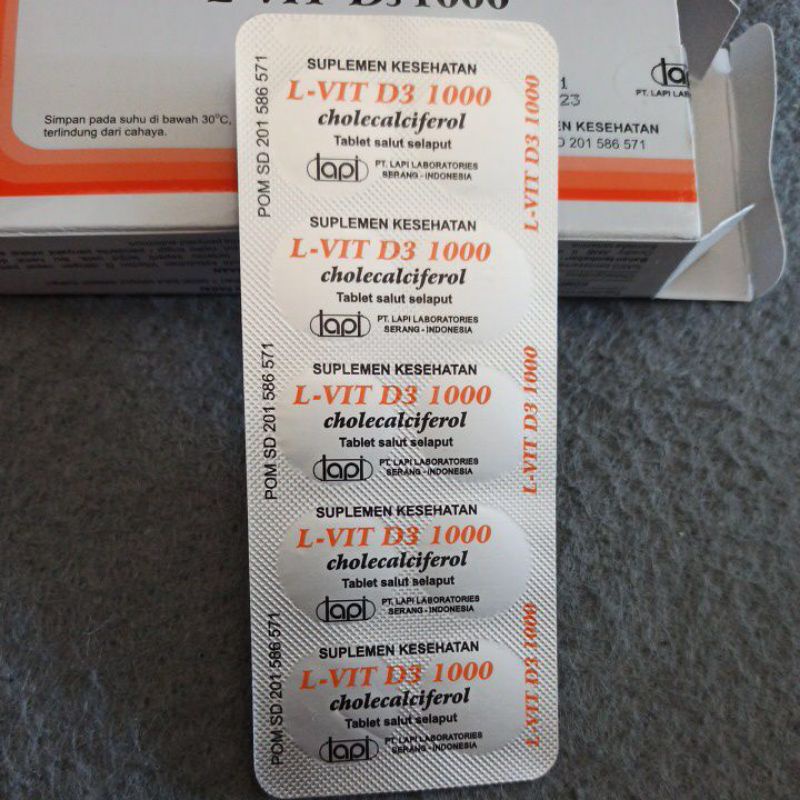 L-VIT D3 1000
Simpan pada suhu di bawah 30°C,
terlindung dari cahaya.
1
23
lapi
PT. LAPI LAB
EN KESEHATAN
D 201 586 571
SUPLEMEN KESEHATAN
L-VIT D3 1000
cholecalciferol
Tablet salut selaput
lapi PT. LAPI LABORATORIES
SERANG - INDONESIA
SUPLEMEN KESEHATAN
L-VIT D3 1000
cholecalciferol
Tablet salut selaput
lapi PT. LAPI LABORATORIES
SERANG - INDONESIA
SUPLEMEN KESEHATAN
L-VIT D3 1000
cholecalciferol
Tablet salut selaput
lapi PT. LAPI LABORATORIES
SERANG - INDONESIA
SUPLEMEN KESEHATAN
L-VIT D3 1000
cholecalciferol
Tablet salut selaput
lapi PT. LAPI LABORATORIES
SERANG - INDONESIA
SUPLEMEN KESEHATAN
L-VIT D3 1000
cholecalciferol
Tablet salut selaput
lapi PT. LAPI LABORATORIES
SERANG - INDONESIA
POM SD 201 586 571
POM SD 201 586 571
POM SD 201 586 571
L-VIT D3 1000
L-VIT D3 1000
L-VIT D3 1000